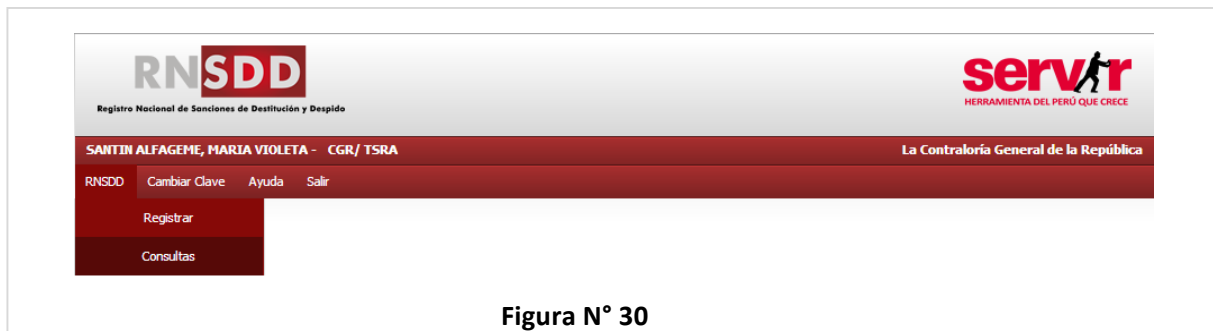 RNSDD
Registro Nacional de Sanciones de Destitución y Despido
servir
HERRAMIENTA DEL PERÚ QUE CRECE
SANTIN ALFAGEME, MARIA VIOLETA - CGR/ TSRA
La Contraloría General de la República
RNSDD Cambiar Clave Ayuda Salir
Registrar
Consultas
Figura N° 30